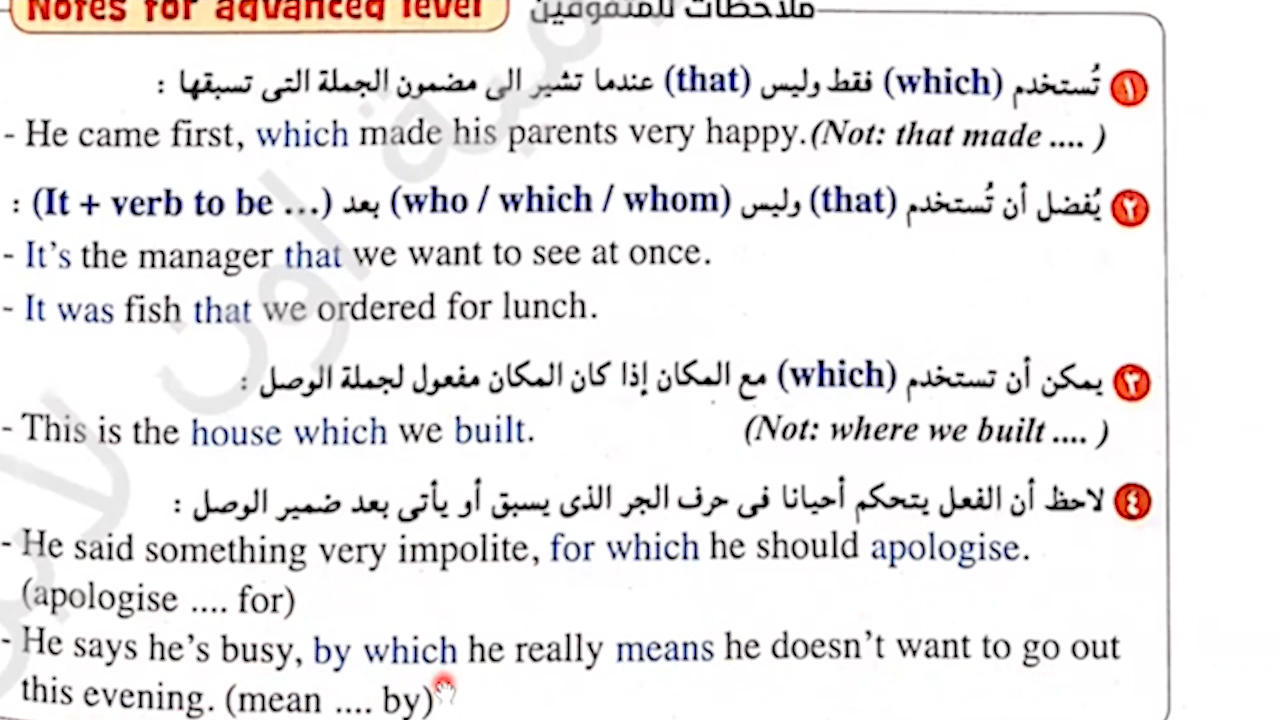 Notes for advanced level ملاحظات للمتفوقين
١ تُستخدم (which) فقط وليس (that) عندما تشير الى مضمون الجملة التى تسبقها :
- He came first, which made his parents very happy.(Not: that made .... )
٢ يُفضل أن تُستخدم (that) وليس (who / which / whom) بعد (It + verb to be ...) :
- It's the manager that we want to see at once.
- It was fish that we ordered for lunch.
٣ يمكن أن تستخدم (which) مع المكان إذا كان المكان مفعول لجملة الوصل :
- This is the house which we built. (Not: where we built .... )
٤ لاحظ أن الفعل يتحكم أحيانا فى حرف الجر الذى يسبق أو يأتى بعد ضمير الوصل :
- He said something very impolite, for which he should apologise.
(apologise .... for)
- He says he's busy, by which he really means he doesn't want to go out
this evening. (mean .... by)